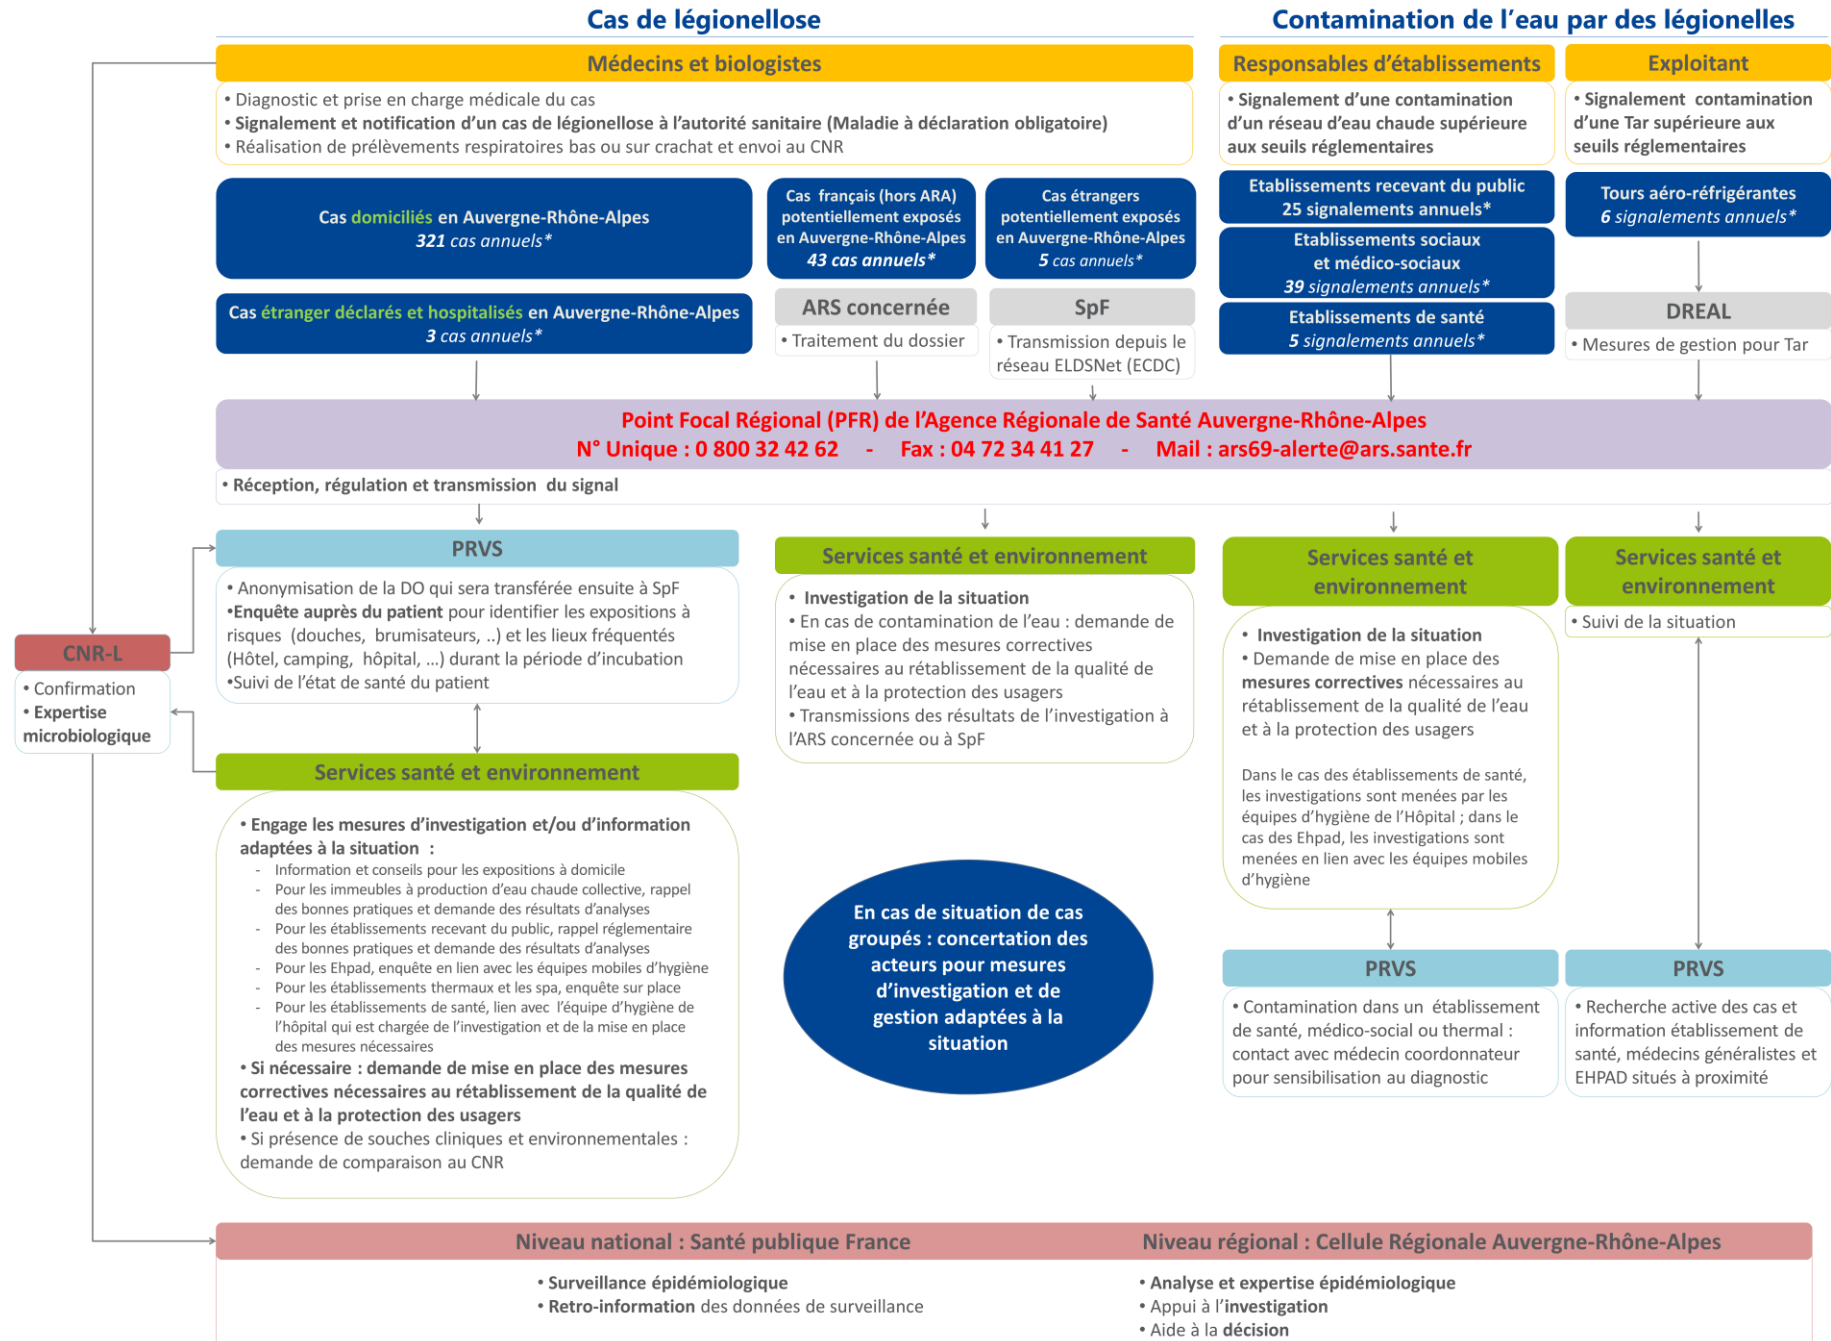 Cas de légionellose
Médecins et biologistes
• Diagnostic et prise en charge médicale du cas
• Signalement et notification d'un cas de légionellose à l'autorité sanitaire (Maladie à déclaration obligatoire)
• Réalisation de prélèvements respiratoires bas ou sur crachat et envoi au CNR
Cas domiciliés en Auvergne-Rhône-Alpes
321 cas annuels*
Cas étranger déclarés et hospitalisés en Auvergne-Rhône-Alpes
3 cas annuels*
Cas français (hors ARA)
potentiellement exposés
en Auvergne-Rhône-Alpes
43 cas annuels*
ARS concernée
• Traitement du dossier
Cas étrangers
potentiellement exposés
en Auvergne-Rhône-Alpes
5 cas annuels*
SpF
• Transmission depuis le
réseau ELDSNet (ECDC)
Contamination de l'eau par des légionelles
Responsables d'établissements
• Signalement d'une contamination
d'un réseau d'eau chaude supérieure
aux seuils réglementaires
Etablissements recevant du public
25 signalements annuels*
Etablissements sociaux
et médico-sociaux
39 signalements annuels*
Etablissements de santé
5 signalements annuels*
Exploitant
• Signalement contamination
d'une Tar supérieure aux
seuils réglementaires
Tours aéro-réfrigérantes
6 signalements annuels*
DREAL
• Mesures de gestion pour Tar
Point Focal Régional (PFR) de l'Agence Régionale de Santé Auvergne-Rhône-Alpes
N° Unique : 0 800 32 42 62 - Fax : 04 72 34 41 27 - Mail : ars69-alerte@ars.sante.fr
• Réception, régulation et transmission du signal
CNR-L
• Confirmation
• Expertise
microbiologique
PRVS
• Anonymisation de la DO qui sera transférée ensuite à SpF
•Enquête auprès du patient pour identifier les expositions à
risques (douches, brumisateurs, ..) et les lieux fréquentés
(Hôtel, camping, hôpital, ...) durant la période d'incubation
•Suivi de l'état de santé du patient
Services santé et environnement
• Engage les mesures d'investigation et/ou d'information
adaptées à la situation :
- Information et conseils pour les expositions à domicile
- Pour les immeubles à production d'eau chaude collective, rappel
des bonnes pratiques et demande des résultats d'analyses
- Pour les établissements recevant du public, rappel réglementaire
des bonnes pratiques et demande des résultats d'analyses
- Pour les Ehpad, enquête en lien avec les équipes mobiles d'hygiène
- Pour les établissements thermaux et les spa, enquête sur place
- Pour les établissements de santé, lien avec l'équipe d'hygiène de
l'hôpital qui est chargée de l'investigation et de la mise en place
des mesures nécessaires
• Si nécessaire : demande de mise en place des mesures
correctives nécessaires au rétablissement de la qualité de
l'eau et à la protection des usagers
• Si présence de souches cliniques et environnementales :
demande de comparaison au CNR
Services santé et environnement
• Investigation de la situation
• En cas de contamination de l'eau : demande de
mise en place des mesures correctives
nécessaires au rétablissement de la qualité de
l'eau et à la protection des usagers
• Transmissions des résultats de l'investigation à
l'ARS concernée ou à SpF
En cas de situation de cas
groupés : concertation des
acteurs pour mesures
d'investigation et de
gestion adaptées à la
situation
Services santé et
environnement
• Investigation de la situation
• Demande de mise en place des
mesures correctives nécessaires au
rétablissement de la qualité de l'eau
et à la protection des usagers
Dans le cas des établissements de santé,
les investigations sont menées par les
équipes d'hygiène de l'Hôpital ; dans le
cas des Ehpad, les investigations sont
menées en lien avec les équipes mobiles
d'hygiène
PRVS
• Contamination dans un établissement
de santé, médico-social ou thermal :
contact avec médecin coordonnateur
pour sensibilisation au diagnostic
Services santé et
environnement
• Suivi de la situation
PRVS
• Recherche active des cas et
information établissement de
santé, médecins généralistes et
EHPAD situés à proximité
Niveau national : Santé publique France
• Surveillance épidémiologique
• Retro-information des données de surveillance
Niveau régional : Cellule Régionale Auvergne-Rhône-Alpes
• Analyse et expertise épidémiologique
• Appui à l'investigation
• Aide à la décision